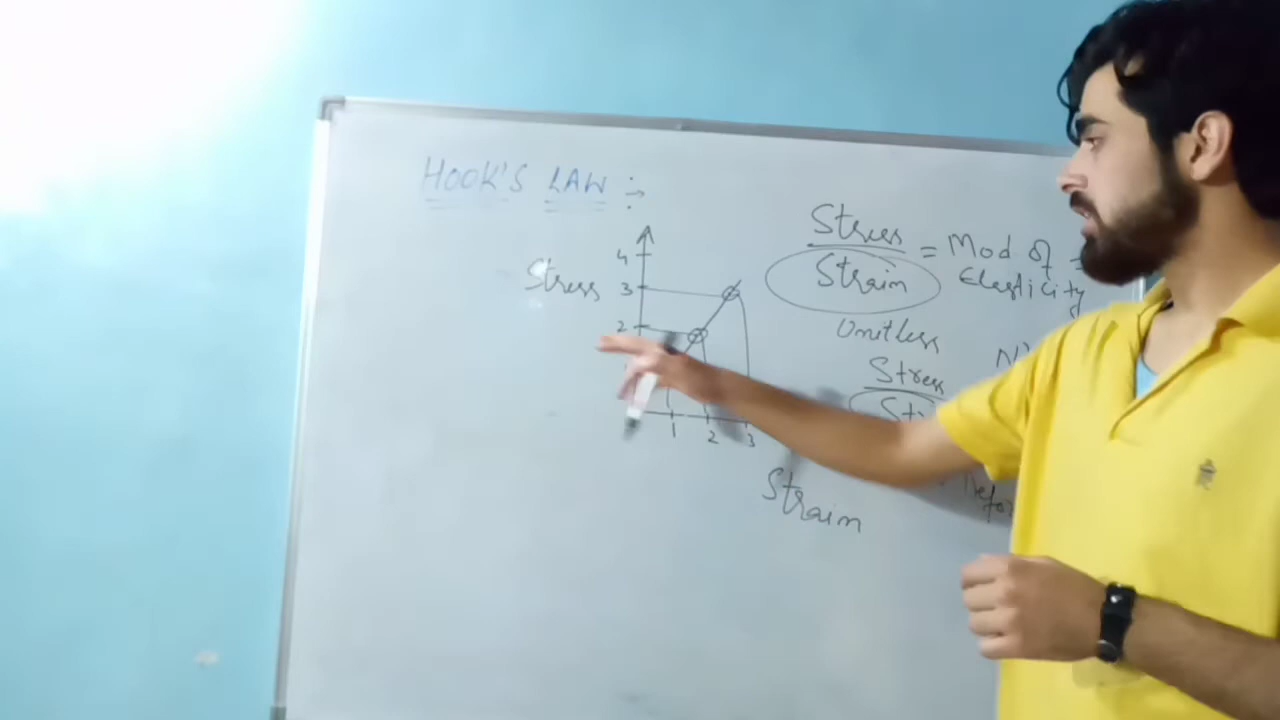 HOOK'S LAW :→
4
Stress
3
2
1 2 3
Strain
Stress
Strain
= Mod of
Elasticity
Unitless
Stress